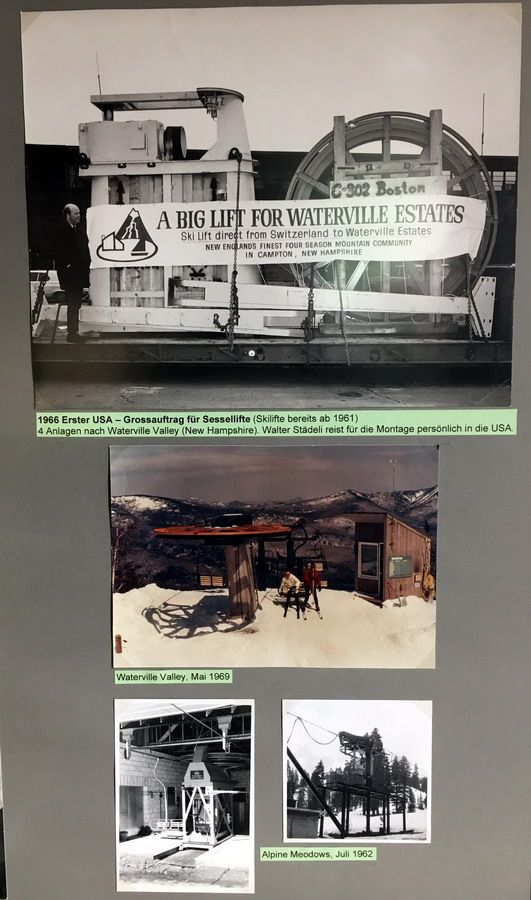 C-302 Boston
A BIG LIFT FOR WATERVILLE ESTATES
Ski Lift direct from Switzerland to Waterville Estates
NEW ENGLANDS FINEST FOUR SEASON MOUNTAIN COMMUNITY
IN CAMPTON, NEW HAMPSHIRE
1966 Erster USA – Grossauftrag für Sessellifte (Skilifte bereits ab 1961)
4 Anlagen nach Waterville Valley (New Hampshire). Walter Städeli reist für die Montage persönlich in die USA.
Waterville Valley, Mai 1969
Alpine Meodows, Juli 1962